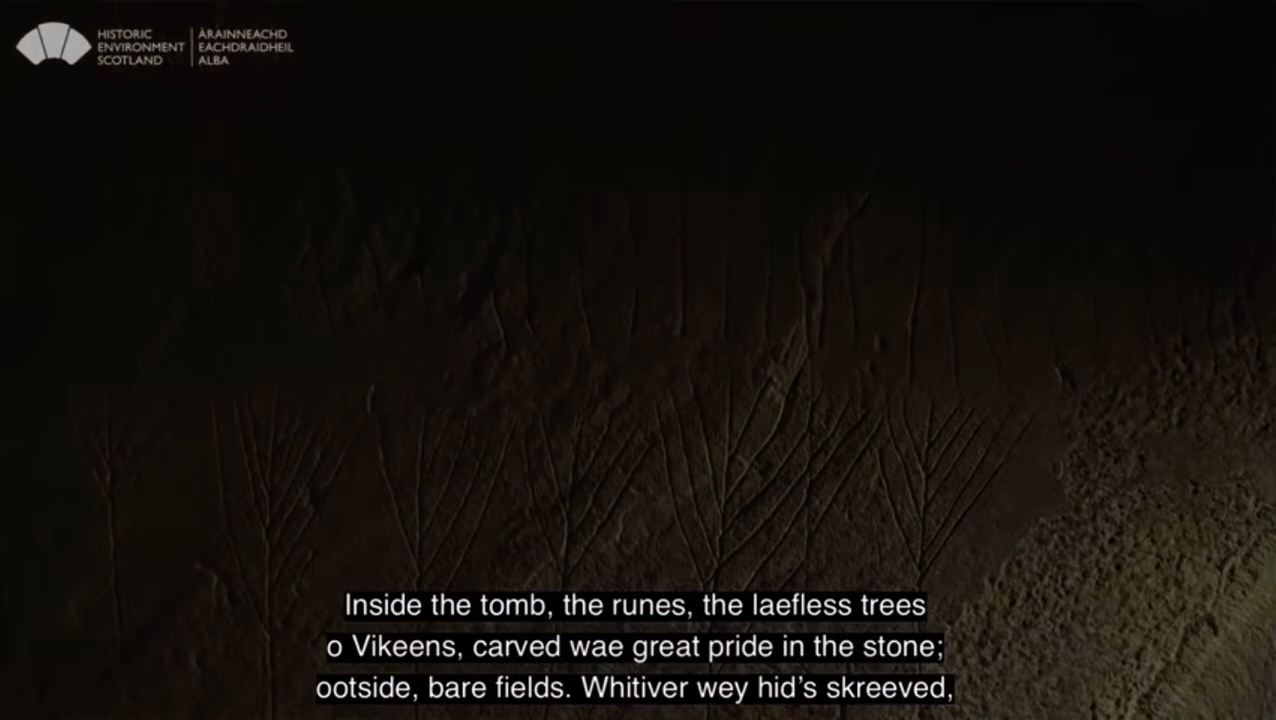 HISTORIC
ENVIRONMENT
SCOTLAND
ÀRAINNEACHD
EACHDRAIDHEIL
ALBA
Inside the tomb, the runes, the laefless trees
o Vikeens, carved wae great pride in the stone;
ootside, bare fields. Whitiver wey hid's skreeved,